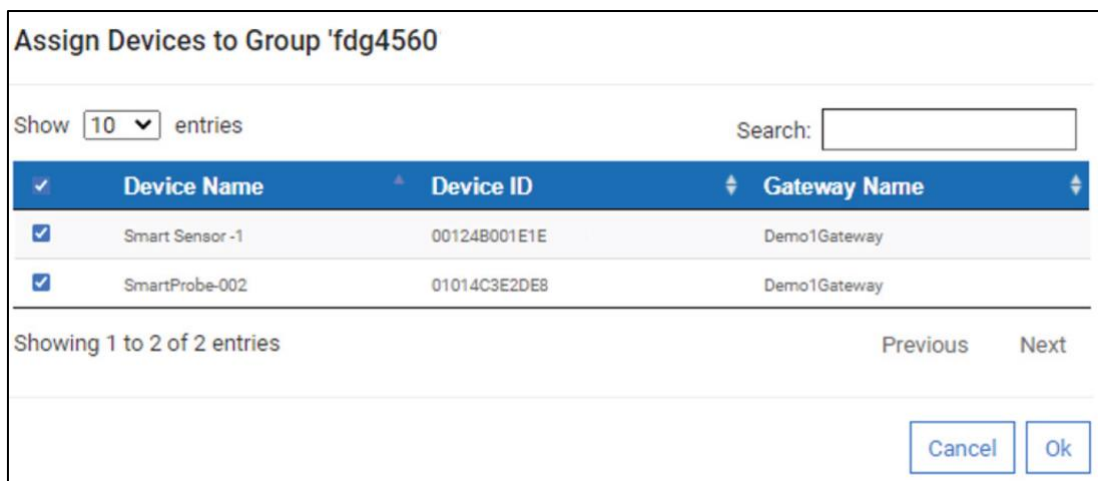 Assign Devices to Group 'fdg4560
Show 10 entries Search:
Device Name Device ID Gateway Name
Smart Sensor -1 00124B001E1E Demo1Gateway
SmartProbe-002 01014C3E2DE8 Demo1Gateway
Showing 1 to 2 of 2 entries Previous Next
Cancel Ok